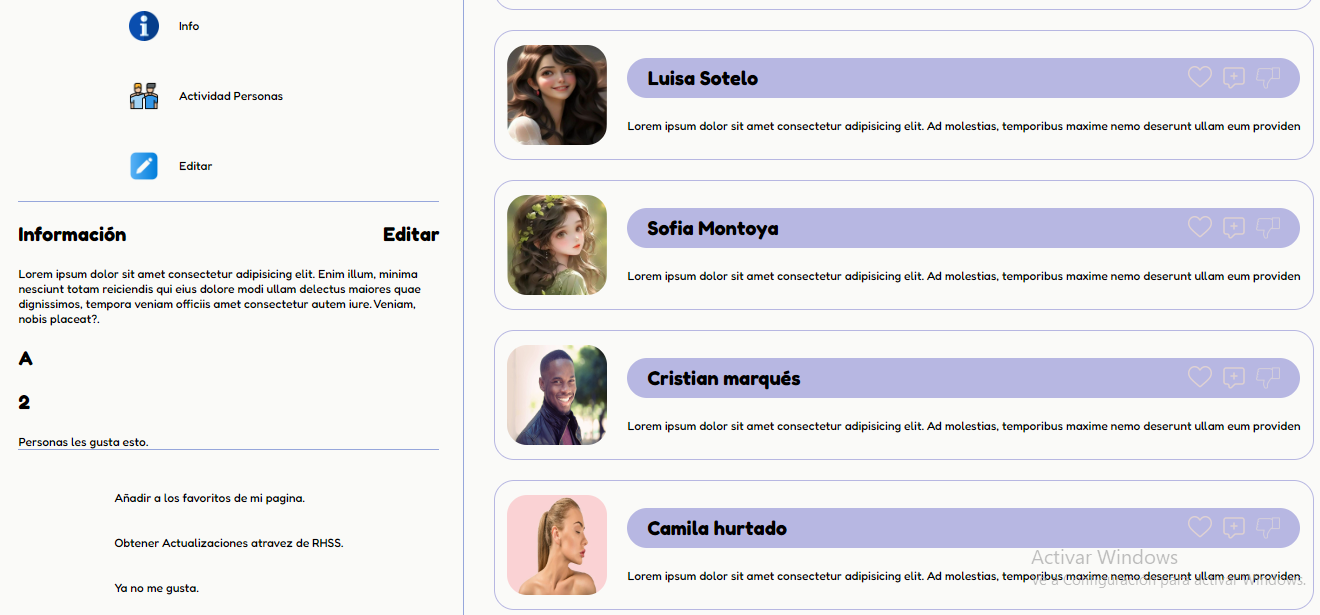 Info
Actividad Personas
Editar
Información
Editar
Lorem ipsum dolor sit amet consectetur adipisicing elit. Enim illum, minima
nesciunt totam reiciendis qui eius dolore modi ullam delectus maiores quae
dignissimos, tempora veniam officiis amet consectetur autem iure. Veniam,
nobis placeat?.
A
2
Personas les gusta esto.
Añadir a los favoritos de mi pagina.
Obtener Actualizaciones atravez de RHSS.
Ya no me gusta.
Luisa Sotelo
Lorem ipsum dolor sit amet consectetur adipisicing elit. Ad molestias, temporibus maxime nemo deserunt ullam eum providen
Sofia Montoya
Lorem ipsum dolor sit amet consectetur adipisicing elit. Ad molestias, temporibus maxime nemo deserunt ullam eum providen
Cristian marqués
Lorem ipsum dolor sit amet consectetur adipisicing elit. Ad molestias, temporibus maxime nemo deserunt ullam eum providen
Camila hurtado
Lorem ipsum dolor sit amet consectetur adipisicing elit. Ad molestias, temporibus maxime nemo deserunt ullam eum providen
Activar Windows
Ve a Configuración para activar Windows.